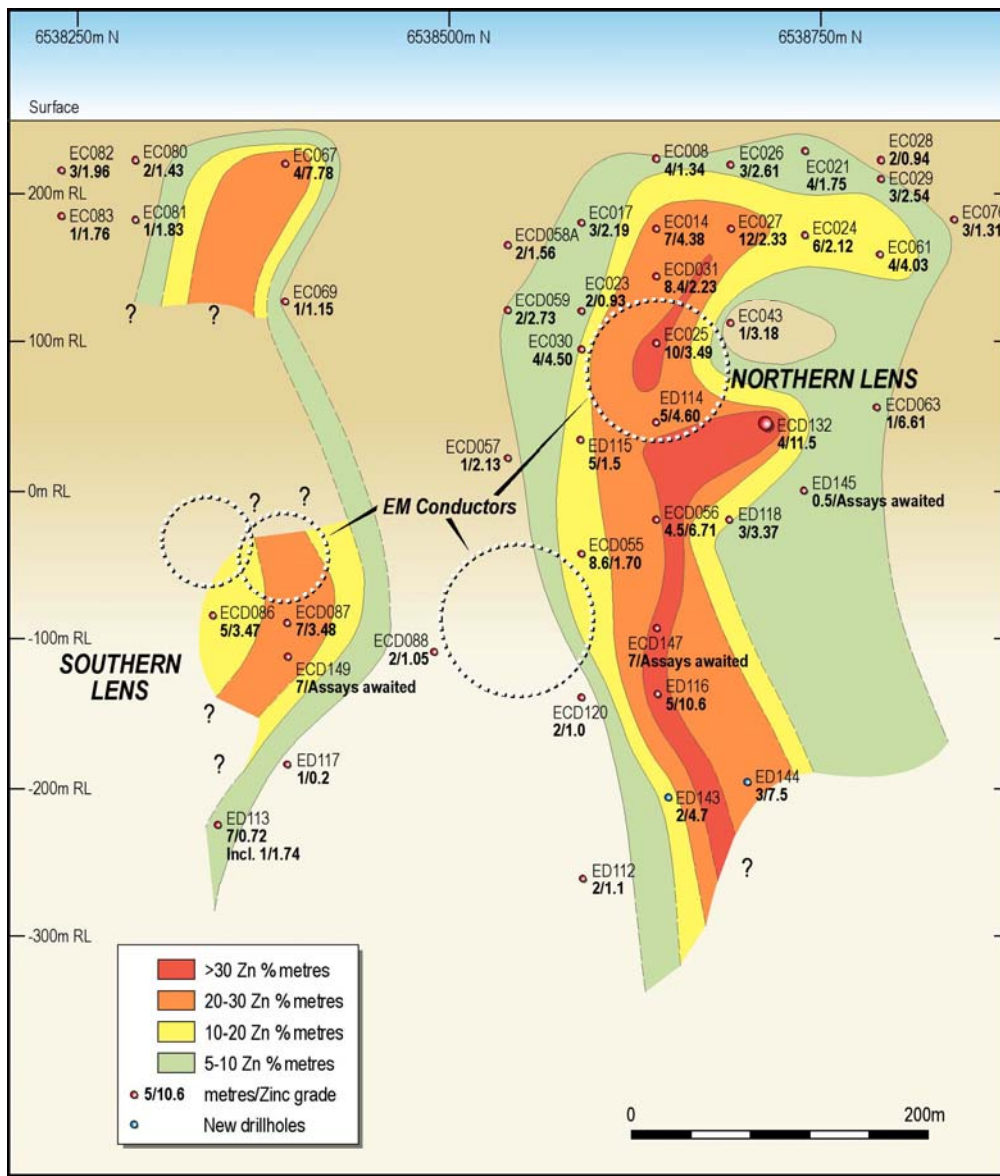 6538250m N
6538500m N
6538750m N
Surface
EC082
3/1.96
EC080
2/1.43
EC067
4/7.78
EC008
4/1.34
EC026
3/2.61
EC021
4/1.75
EC028
2/0.94
EC029
3/2.54
200m RL
EC083
1/1.76
EC081
1/1.83
EC017
3/2.19
EC014
7/4.38
EC027
12/2.33
EC024
6/2.12
EC076
3/1.31
ECD058A
2/1.56
EC061
4/4.03
ECD031
8.4/2.23
EC069
1/1.15
EC023
2/0.93
ECD059
2/2.73
?
?
EC043
1/3.18
100m RL
EC030
4/4.50
EC025
10/3.49
NORTHERN LENS
ED114
5/4.60
ECD063
1/6.61
ECD132
4/11.5
ECD057
1/2.13
ED115
5/1.5
0m RL
ED145
0.5/Assays awaited
?
?
EM Conductors
ECD056
4.5/6.71
ED118
3/3.37
ECD055
8.6/1.70
ECD086
5/3.47
ECD087
7/3.48
-100m RL
ECD088
2/1.05
ECD147
7/Assays awaited
SOUTHERN
LENS
ECD149
7/Assays awaited
ED116
5/10.6
?
ECD120
2/1.0
?
ED117
1/0.2
-200m RL
ED144
3/7.5
ED143
2/4.7
ED113
7/0.72
Incl. 1/1.74
?
ED112
2/1.1
-300m RL
>30 Zn % metres
20-30 Zn % metres
10-20 Zn % metres
5-10 Zn % metres
5/10.6 metres/Zinc grade
New drillholes
0
200m